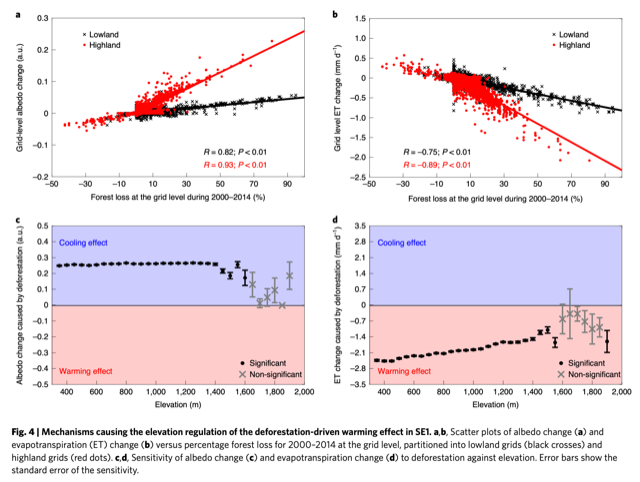 a
b
0.3
0.2
0.1
0
−0.1
−0.2
Grid-level albedo change (a.u.)
Lowland
Highland
R = 0.82; P < 0.01
R = 0.93; P < 0.01
−50 −30 −10 10 30 50 70 90
Forest loss at the grid level during 2000–2014 (%)
1.5
1.0
0.5
0
−0.5
−1.0
−1.5
−2.0
−2.5
Grid level ET change (mm d⁻¹)
Lowland
Highland
R = −0.75; P < 0.01
R = −0.89; P < 0.01
−50 −30 −10 10 30 50 70 90
Forest loss at the grid level during 2000–2014 (%)
c
d
0.5
0.4
0.3
0.2
0.1
0
−0.1
−0.2
−0.3
−0.4
−0.5
Albedo change caused by deforestation (a.u.)
Cooling effect
Warming effect
Significant
Non-significant
400 600 800 1,000 1,200 1,400 1,600 1,800 2,000
Elevation (m)
3.5
2.8
2.1
1.4
0.7
0
−0.7
−1.4
−2.1
−2.8
−3.5
ET change caused by deforestation (mm d⁻¹)
Cooling effect
Warming effect
Significant
Non-significant
400 600 800 1,000 1,200 1,400 1,600 1,800 2,000
Elevation (m)
Fig. 4 | Mechanisms causing the elevation regulation of the deforestation-driven warming effect in SE1. a,b, Scatter plots of albedo change (a) and
evapotranspiration (ET) change (b) versus percentage forest loss for 2000–2014 at the grid level, partitioned into lowland grids (black crosses) and
highland grids (red dots). c,d, Sensitivity of albedo change (c) and evapotranspiration change (d) to deforestation against elevation. Error bars show the
standard error of the sensitivity.